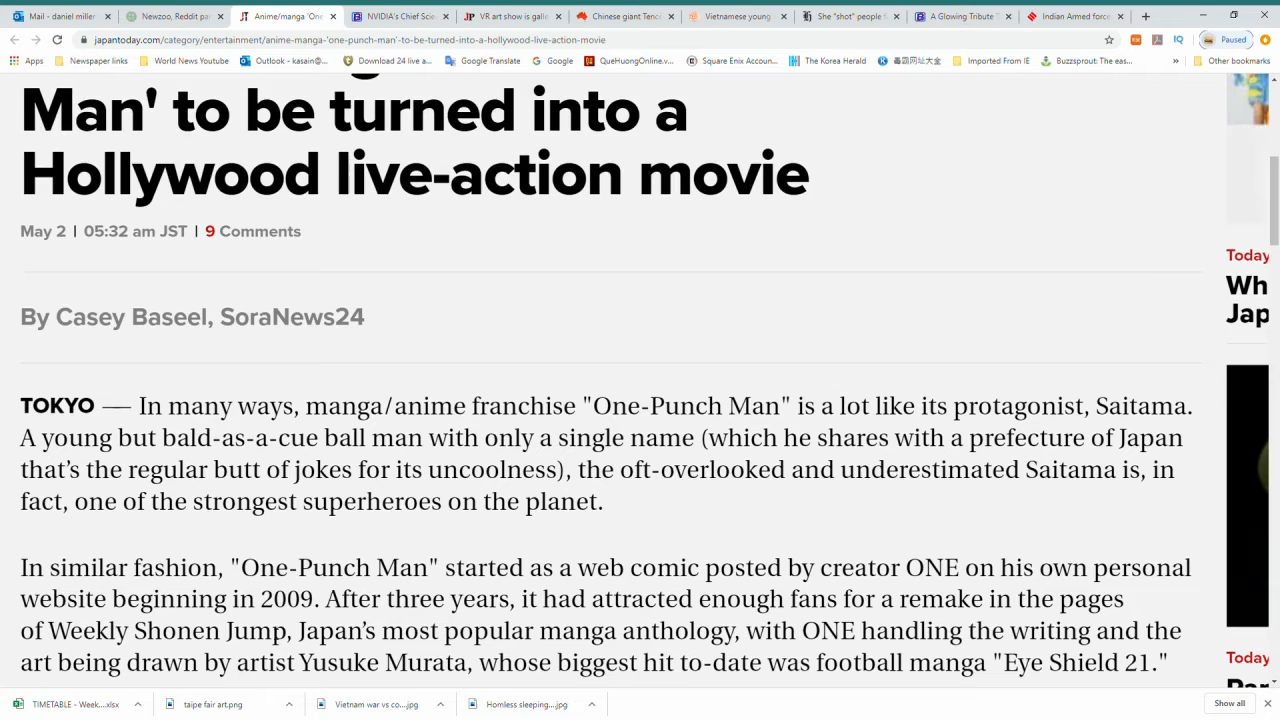 Mail - daniel miller
Newzoo, Reddit pa
Anime/manga 'One
NVIDIA's Chief Scie
VR art show is galle
Chinese giant Tence
Vietnamese young
She "shot" people f
A Glowing Tribute T
Indian Armed force
japantoday.com/category/entertainment/anime-manga-'one-punch-man'-to-be-turned-into-a-hollywood-live-action-movie
IQ
Paused
Apps
Newspaper links
World News Youtube
Outlook - kasain@...
Download 24 live a...
Google Translate
Google
QueHuongOnline.v...
Square Enix Accoun...
The Korea Herald
毒霸网址大全
Imported From IE
Buzzsprout: The eas...
»
Other bookmarks
Man' to be turned into a
Hollywood live-action movie
May 2 | 05:32 am JST | 9 Comments
By Casey Baseel, SoraNews24
TOKYO — In many ways, manga/anime franchise "One-Punch Man" is a lot like its protagonist, Saitama.
A young but bald-as-a-cue ball man with only a single name (which he shares with a prefecture of Japan
that's the regular butt of jokes for its uncoolness), the oft-overlooked and underestimated Saitama is, in
fact, one of the strongest superheroes on the planet.
In similar fashion, "One-Punch Man" started as a web comic posted by creator ONE on his own personal
website beginning in 2009. After three years, it had attracted enough fans for a remake in the pages
of Weekly Shonen Jump, Japan's most popular manga anthology, with ONE handling the writing and the
art being drawn by artist Yusuke Murata, whose biggest hit to-date was football manga "Eye Shield 21."
Today
Wh
Jap
Today
TIMETABLE - Week....xlsx
taipe fair art.png
Vietnam war vs co...jpg
Homless sleeping...jpg
Show all